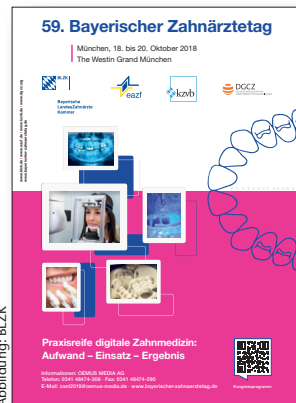 59. Bayerischer Zahnärztetag
München, 18. bis 20. Oktober 2018
The Westin Grand München
BLZK
Bayerische
LandesZahnärzte
Kammer
eazf
kzvb
DGCZ
Praxisreife digitale Zahnmedizin:
Aufwand – Einsatz – Ergebnis
Informationen: OEMUS MEDIA AG
Telefon: 0341 48474-308 · Fax: 0341 48474-290
E-Mail: zaet2018@oemus-media.de · www.bayerischer-zahnaerztetag.de
Kongressprogramm
Abbildung: BLZK